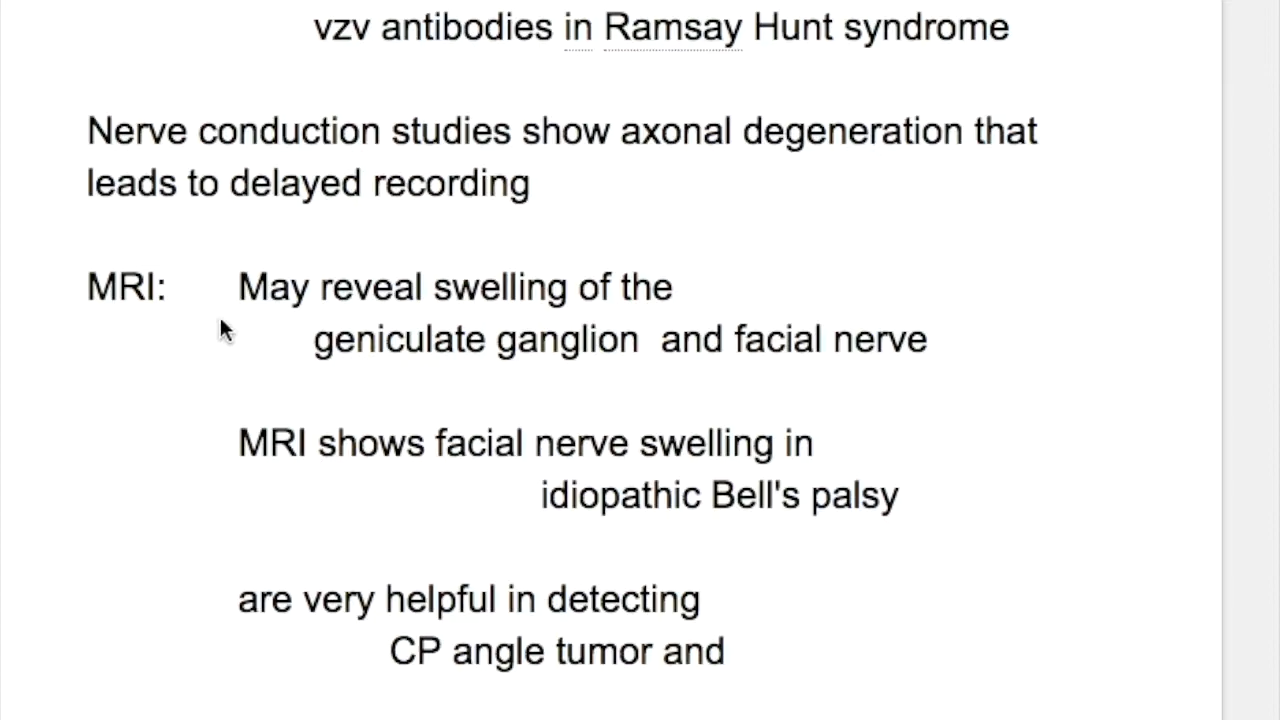 vzv antibodies in Ramsay Hunt syndrome
Nerve conduction studies show axonal degeneration that
leads to delayed recording
MRI: May reveal swelling of the
geniculate ganglion and facial nerve
MRI shows facial nerve swelling in
idiopathic Bell's palsy
are very helpful in detecting
CP angle tumor and